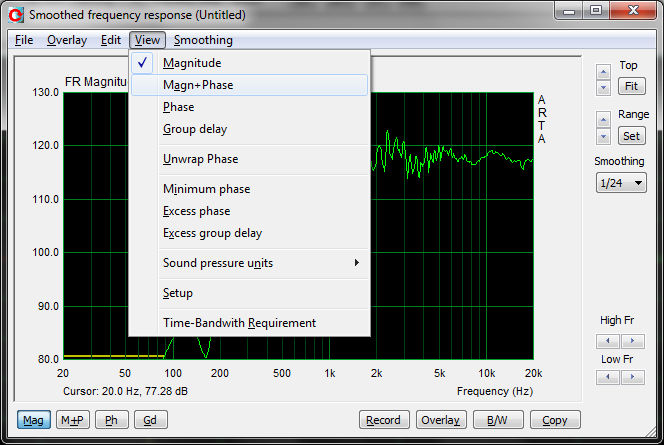 Smoothed frequency response (Untitled)
File Overlay Edit View Smoothing
Magnitude
Magn+Phase
Phase
Group delay
Unwrap Phase
Minimum phase
Excess phase
Excess group delay
Sound pressure units
Setup
Time-Bandwith Requirement
FR Magnitu
130.0
120.0
110.0
100.0
90.0
80.0
20 50 100 200 500 1k 2k 5k 10k 20k
Cursor: 20.0 Hz, 77.28 dB
Frequency (Hz)
A
R
T
A
Top
Fit
Range
Set
Smoothing
1/24
High Fr
Low Fr
Mag M+P Ph Gd Record Overlay B/W Copy